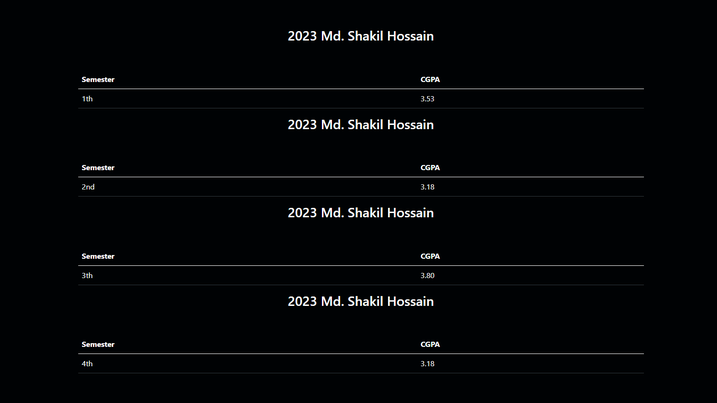 2023 Md. Shakil Hossain
Semester CGPA
1th 3.53
2023 Md. Shakil Hossain
Semester CGPA
2nd 3.18
2023 Md. Shakil Hossain
Semester CGPA
3th 3.80
2023 Md. Shakil Hossain
Semester CGPA
4th 3.18